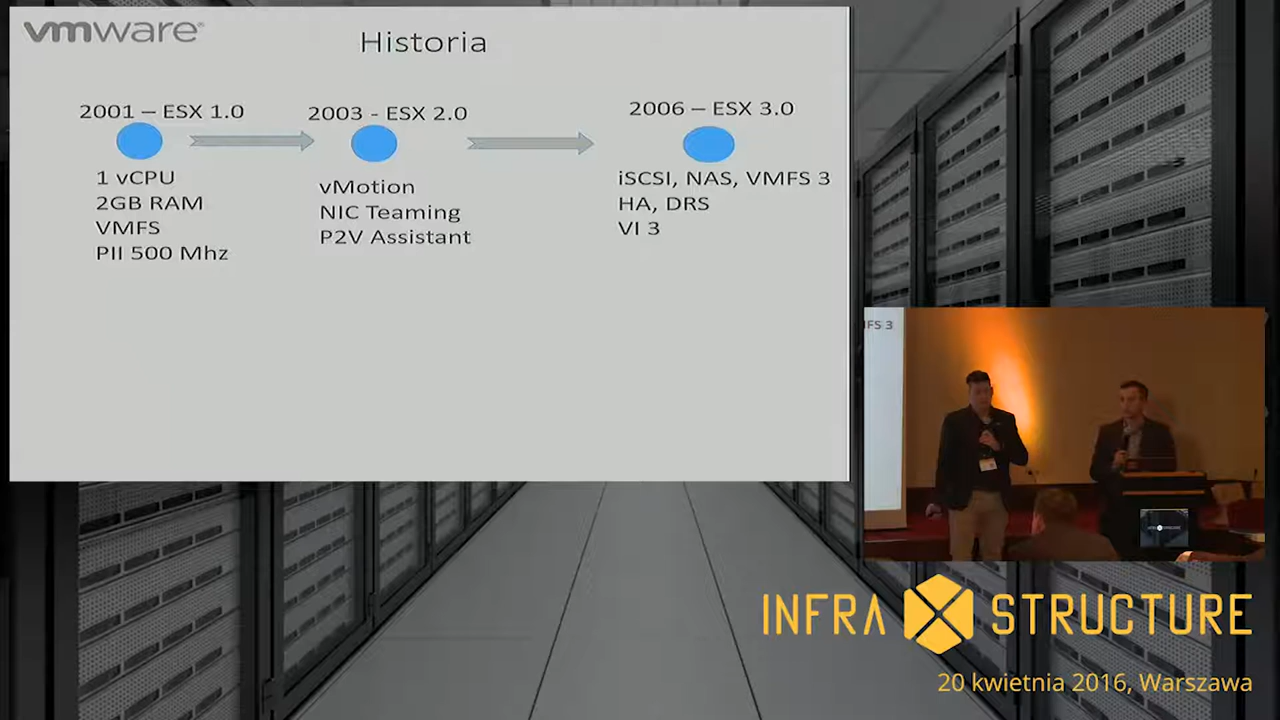 vmware
Historia
2001 – ESX 1.0
2003 - ESX 2.0
2006 – ESX 3.0
1 vCPU
2GB RAM
VMFS
PII 500 Mhz
vMotion
NIC Teaming
P2V Assistant
iSCSI, NAS, VMFS 3
HA, DRS
VI 3
FS 3
INFRA STRUCTURE
20 kwietnia 2016, Warszawa